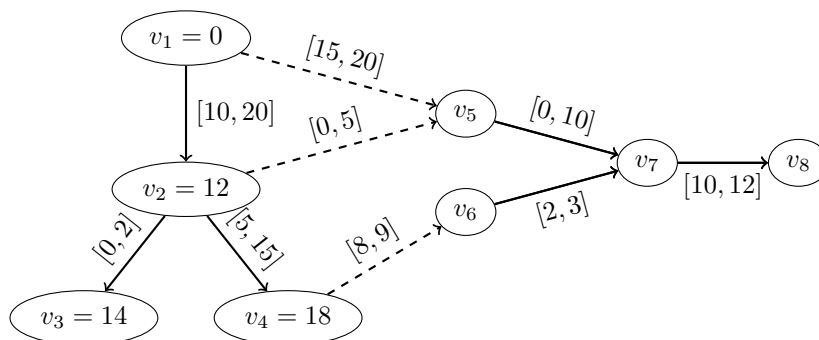 v₁ = 0
[15, 20]
[10, 20]
[0, 5]
v₅
[0, 10]
v₇
v₈
[10, 12]
v₂ = 12
v₆
[2, 3]
[0, 2]
[5, 15]
[8, 9]
v₃ = 14
v₄ = 18